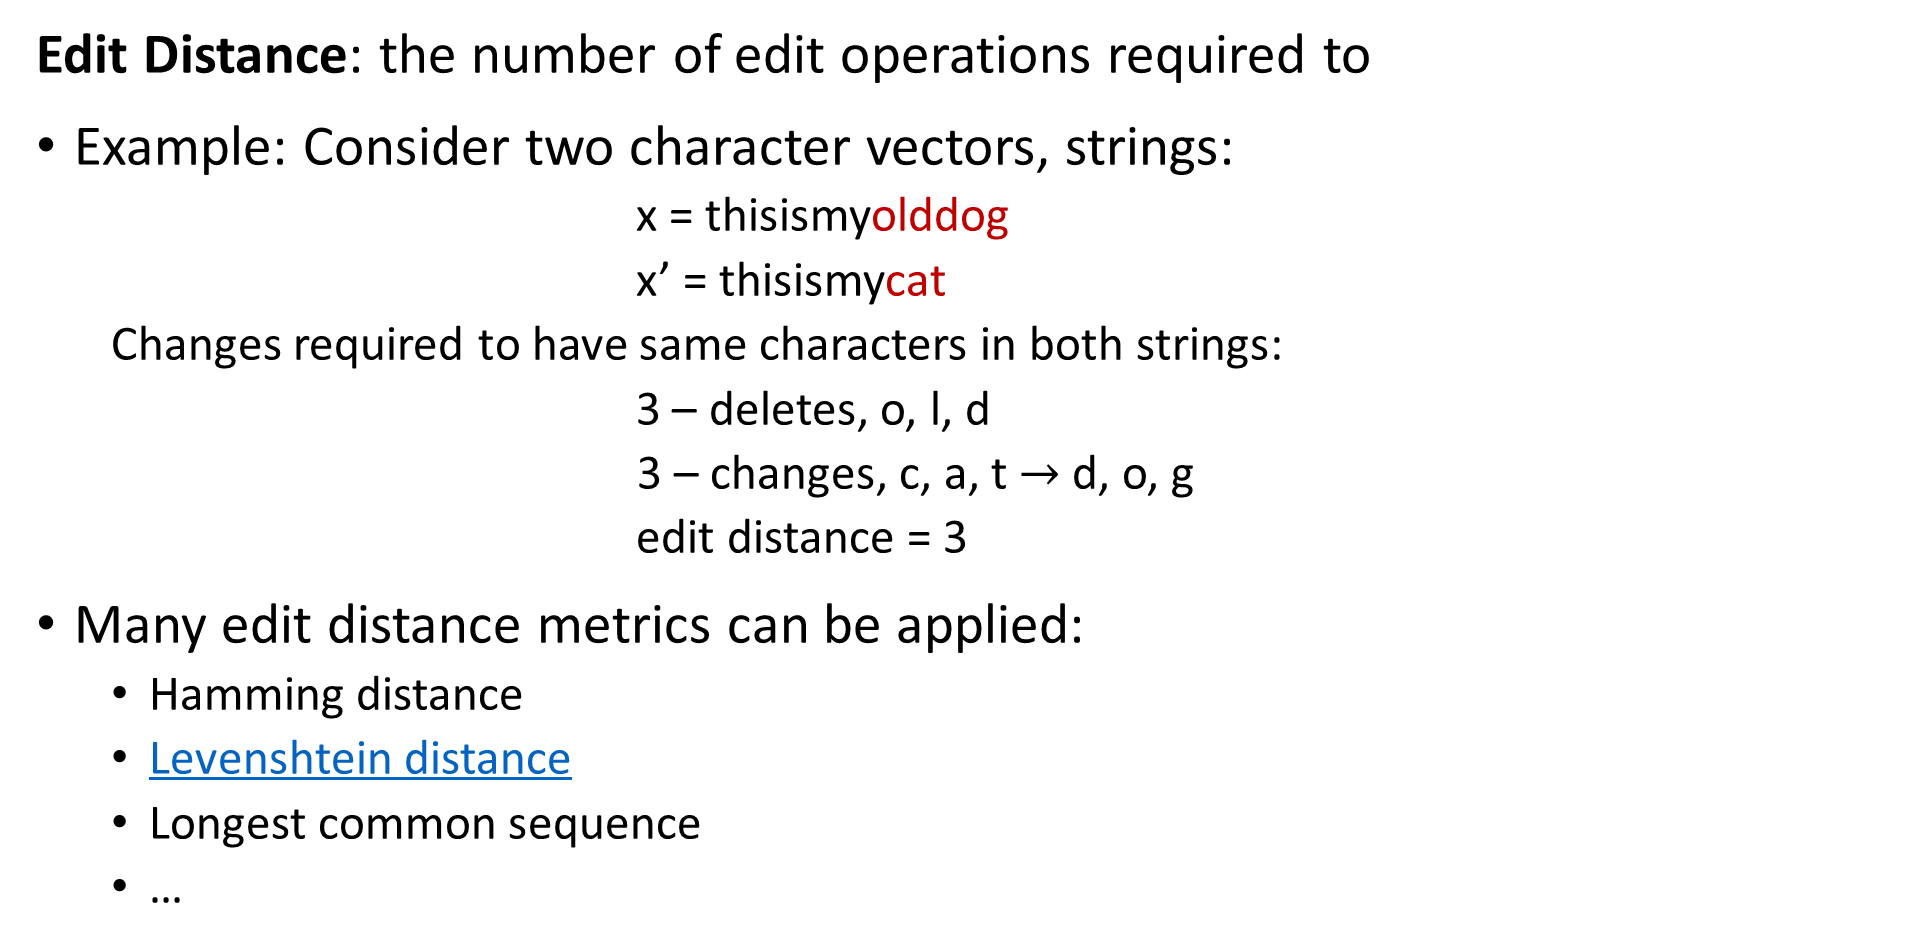 Edit Distance: the number of edit operations required to
• Example: Consider two character vectors, strings:
x = thisismyolddog
x’ = thisismycat
Changes required to have same characters in both strings:
3 – deletes, o, l, d
3 – changes, c, a, t → d, o, g
edit distance = 3
• Many edit distance metrics can be applied:
• Hamming distance
• Levenshtein distance
• Longest common sequence
• …